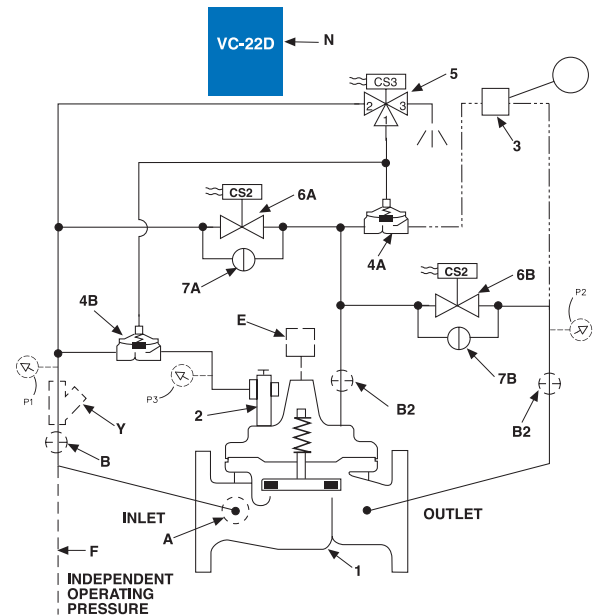 VC-22D
N
CS3
5
2
3
1
3
CS2
6A
4A
7A
CS2
6B
P2
4B
E
7B
P1
P3
2
B2
B2
Y
B
INLET
A
OUTLET
F
1
INDEPENDENT
OPERATING
PRESSURE